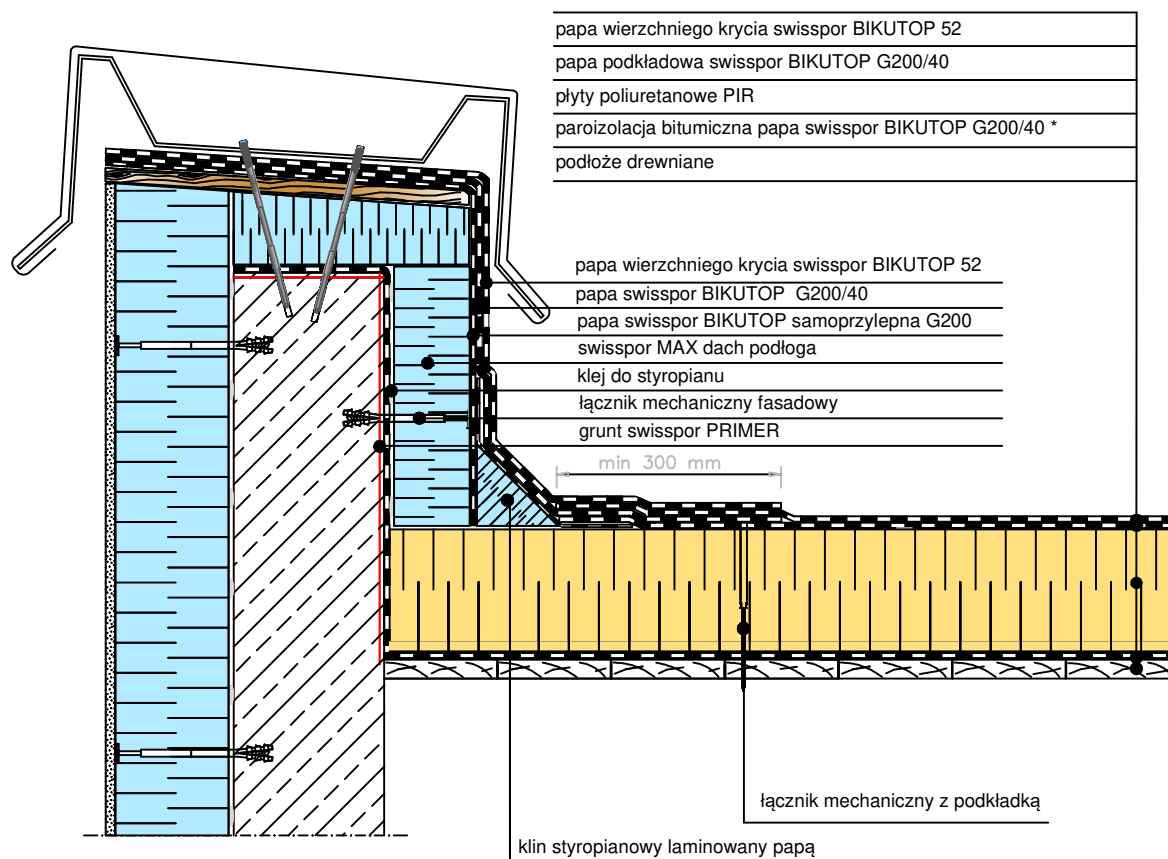 papa wierzchniego krycia swisspor BIKUTOP 52
papa podkładowa swisspor BIKUTOP G200/40
płyty poliuretanowe PIR
paroizolacja bitumiczna papa swisspor BIKUTOP G200/40 *
podłoże drewniane
papa wierzchniego krycia swisspor BIKUTOP 52
papa swisspor BIKUTOP G200/40
papa swisspor BIKUTOP samoprzylepna G200
swisspor MAX dach podłoga
klej do styropianu
łącznik mechaniczny fasadowy
grunt swisspor PRIMER
min 300 mm
łącznik mechaniczny z podkładką
klin styropianowy laminowany papą